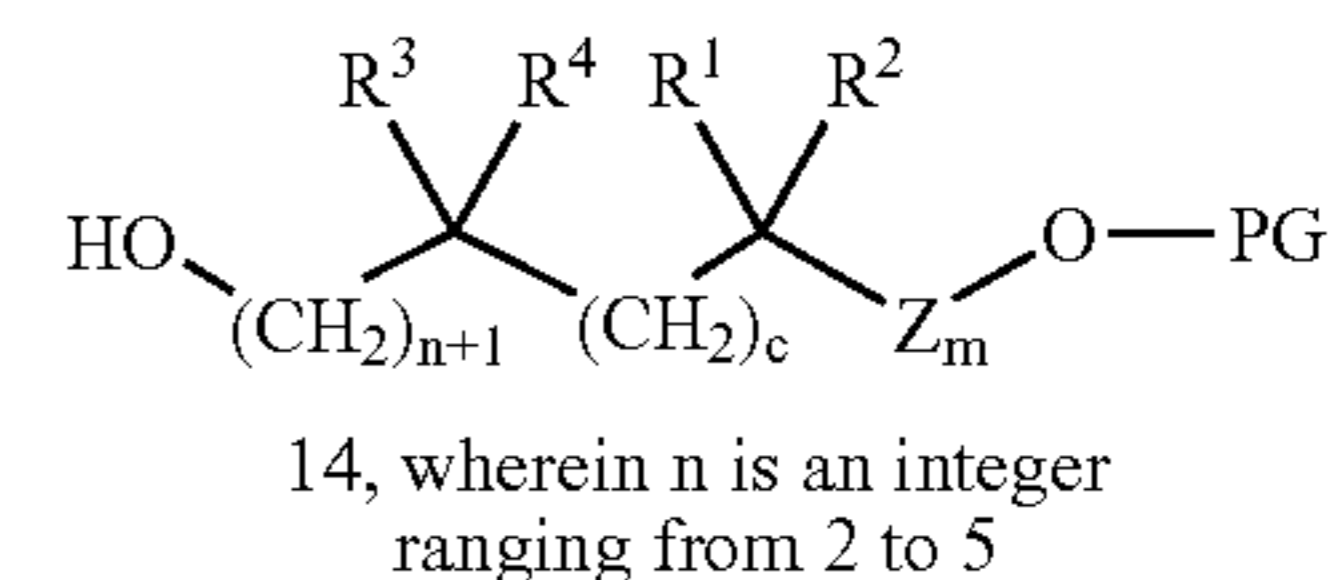 R³ R⁴ R¹ R²
HO (CH₂)ₙ₊₁ (CH₂)c Zₘ O—PG
14, wherein n is an integer
ranging from 2 to 5